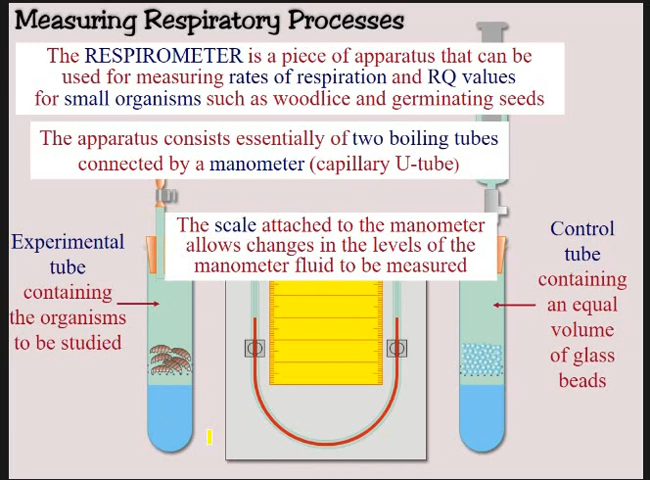 Measuring Respiratory Processes
The RESPIROMETER is a piece of apparatus that can be
used for measuring rates of respiration and RQ values
for small organisms such as woodlice and germinating seeds
The apparatus consists essentially of two boiling tubes
connected by a manometer (capillary U-tube)
The scale attached to the manometer
allows changes in the levels of the
manometer fluid to be measured
Experimental
tube
containing
the organisms
to be studied
Control
tube
containing
an equal
volume
of glass
beads